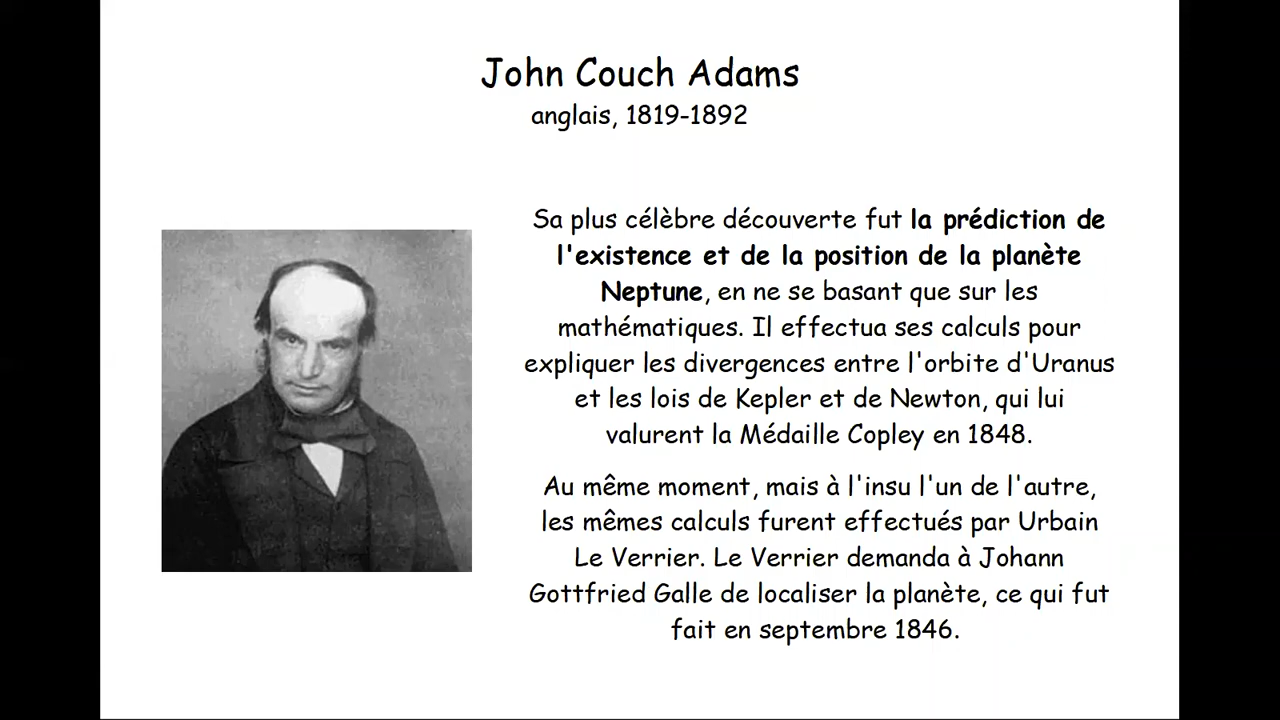 John Couch Adams
anglais, 1819-1892
Sa plus célèbre découverte fut la prédiction de
l'existence et de la position de la planète
Neptune, en ne se basant que sur les
mathématiques. Il effectua ses calculs pour
expliquer les divergences entre l'orbite d'Uranus
et les lois de Kepler et de Newton, qui lui
valurent la Médaille Copley en 1848.
Au même moment, mais à l'insu l'un de l'autre,
les mêmes calculs furent effectués par Urbain
Le Verrier. Le Verrier demanda à Johann
Gottfried Galle de localiser la planète, ce qui fut
fait en septembre 1846.